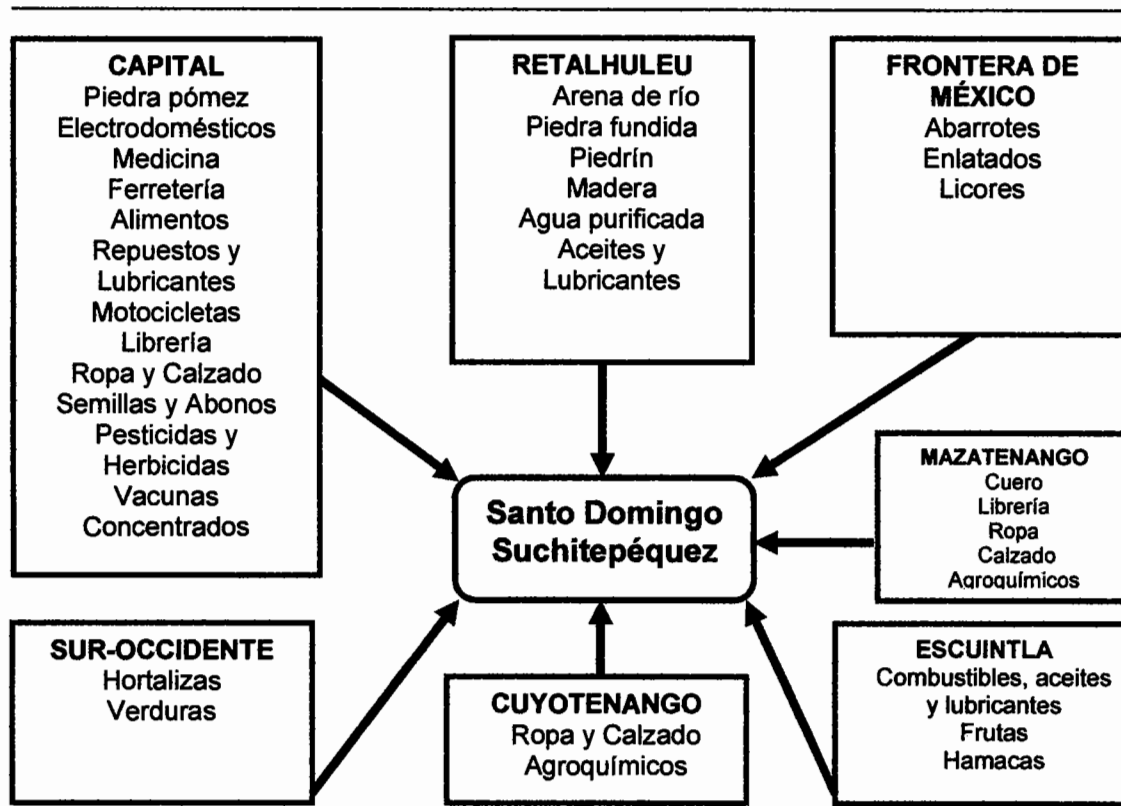 CAPITAL
Piedra pómez
Electrodomésticos
Medicina
Ferretería
Alimentos
Repuestos y
Lubricantes
Motocicletas
Librería
Ropa y Calzado
Semillas y Abonos
Pesticidas y
Herbicidas
Vacunas
Concentrados
RETALHULEU
Arena de río
Piedra fundida
Piedrín
Madera
Agua purificada
Aceites y
Lubricantes
FRONTERA DE
MÉXICO
Abarrotes
Enlatados
Licores
Santo Domingo
Suchitepéquez
MAZATENANGO
Cuero
Librería
Ropa
Calzado
Agroquímicos
SUR-OCCIDENTE
Hortalizas
Verduras
CUYOTENANGO
Ropa y Calzado
Agroquímicos
ESCUINTLA
Combustibles, aceites
y lubricantes
Frutas
Hamacas